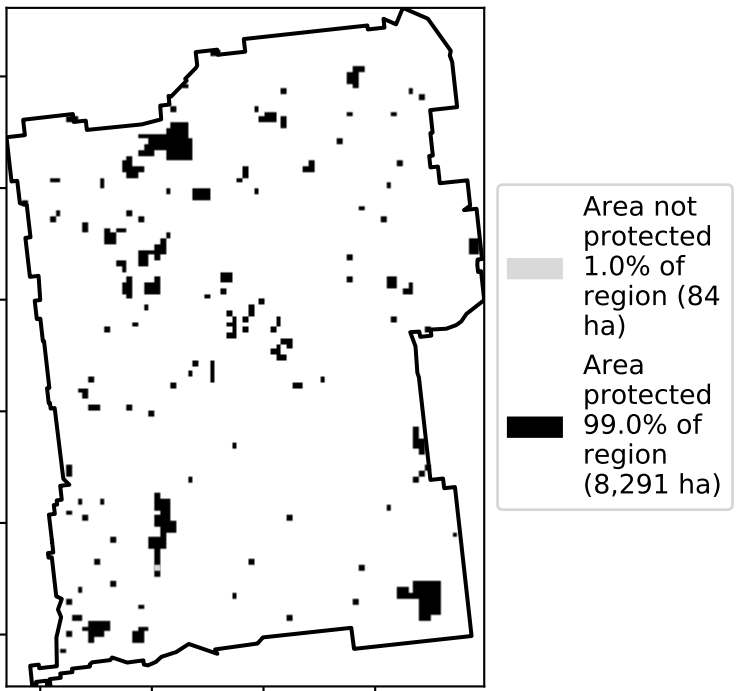 Area not
protected
1.0% of
region (84
ha)
Area
protected
99.0% of
region
(8,291 ha)